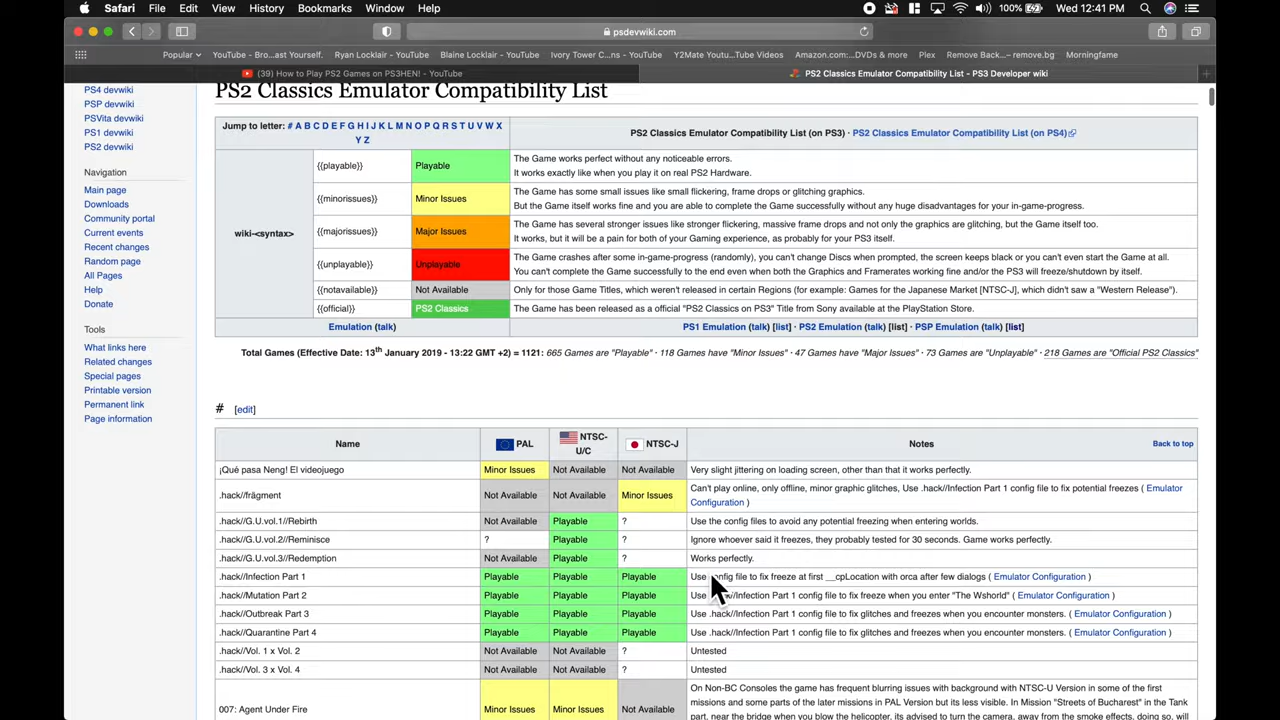 Safari File Edit View History Bookmarks Window Help 100% Wed 12:41 PM
psdevwiki.com
Popular YouTube - Bro...ast Yourself. Ryan Locklair - YouTube Blaine Locklair - YouTube Ivory Tower C...ns - YouTube Y2Mate Youtu...Tube Videos Amazon.com:...DVDs & more Plex Remove Back...– remove.bg Morningfame
(39) How to Play PS2 Games on PS3HEN! - YouTube
PS2 Classics Emulator Compatibility List - PS3 Developer wiki
PS4 devwiki
PSP devwiki
PSVita devwiki
PS1 devwiki
PS2 devwiki
Navigation
Main page
Downloads
Community portal
Current events
Recent changes
Random page
All Pages
Help
Donate
Tools
What links here
Related changes
Special pages
Printable version
Permanent link
Page information
PS2 Classics Emulator Compatibility List
Jump to letter: # A B C D E F G H I J K L M N O P Q R S T U V W X
Y Z
PS2 Classics Emulator Compatibility List (on PS3) · PS2 Classics Emulator Compatibility List (on PS4)
wiki-<syntax>
{{playable}} Playable The Game works perfect without any noticeable errors.
It works exactly like when you play it on real PS2 Hardware.
{{minorissues}} Minor Issues The Game has some small issues like small flickering, frame drops or glitching graphics.
But the Game itself works fine and you are able to complete the Game successfully without any huge disadvantages for your in-game-progress.
{{majorissues}} Major Issues The Game has several stronger issues like stronger flickering, massive frame drops and not only the graphics are glitching, but the Game itself too.
It works, but it will be a pain for both of your Gaming experience, as probably for your PS3 itself.
{{unplayable}} Unplayable The Game crashes after some in-game-progress (randomly), you can't change Discs when prompted, the screen keeps black or you can't even start the Game at all.
You can't complete the Game successfully to the end even when both the Graphics and Framerates working fine and/or the PS3 will freeze/shutdown by itself.
{{notavailable}} Not Available Only for those Game Titles, which weren't released in certain Regions (for example: Games for the Japanese Market [NTSC-J], which didn't saw a "Western Release").
{{official}} PS2 Classics The Game has been released as a official "PS2 Classics on PS3" Title from Sony available at the PlayStation Store.
Emulation (talk) PS1 Emulation (talk) [list] · PS2 Emulation (talk) [list] · PSP Emulation (talk) [list]
Total Games (Effective Date: 13th January 2019 - 13:22 GMT +2) = 1121: 665 Games are "Playable" · 118 Games have "Minor Issues" · 47 Games have "Major Issues" · 73 Games are "Unplayable" · 218 Games are "Official PS2 Classics"
# [edit]
Name PAL NTSC-U/C NTSC-J Notes Back to top
¡Qué pasa Neng! El videojuego Minor Issues Not Available Not Available Very slight jittering on loading screen, other than that it works perfectly.
.hack//frägment Not Available Not Available Minor Issues Can't play online, only offline, minor graphic glitches, Use .hack//Infection Part 1 config file to fix potential freezes ( Emulator
Configuration )
.hack//G.U.vol.1//Rebirth Not Available Playable ? Use the config files to avoid any potential freezing when entering worlds.
.hack//G.U.vol.2//Reminisce ? Playable ? Ignore whoever said it freezes, they probably tested for 30 seconds. Game works perfectly.
.hack//G.U.vol.3//Redemption Not Available Playable ? Works perfectly.
.hack//Infection Part 1 Playable Playable Playable Use config file to fix freeze at first __cpLocation with orca after few dialogs ( Emulator Configuration )
.hack//Mutation Part 2 Playable Playable Playable Use .hack//Infection Part 1 config file to fix freeze when you enter "The Wshorld" ( Emulator Configuration )
.hack//Outbreak Part 3 Playable Playable Playable Use .hack//Infection Part 1 config file to fix glitches and freezes when you encounter monsters. ( Emulator Configuration )
.hack//Quarantine Part 4 Playable Playable Playable Use .hack//Infection Part 1 config file to fix glitches and freezes when you encounter monsters. ( Emulator Configuration )
.hack//Vol. 1 x Vol. 2 Not Available Not Available ? Untested
.hack//Vol. 3 x Vol. 4 Not Available Not Available ? Untested
007: Agent Under Fire Minor Issues Minor Issues Not Available On Non-BC Consoles the game has frequent blurring issues with background with NTSC-U Version in some of the first
missions and some parts of the later missions in PAL Version but its less visible. In Mission "Streets of Bucharest" in the Tank
part, near the bridge when you blow the helicopter, its advised to turn the camera, away from the smoke effects, doing so, will